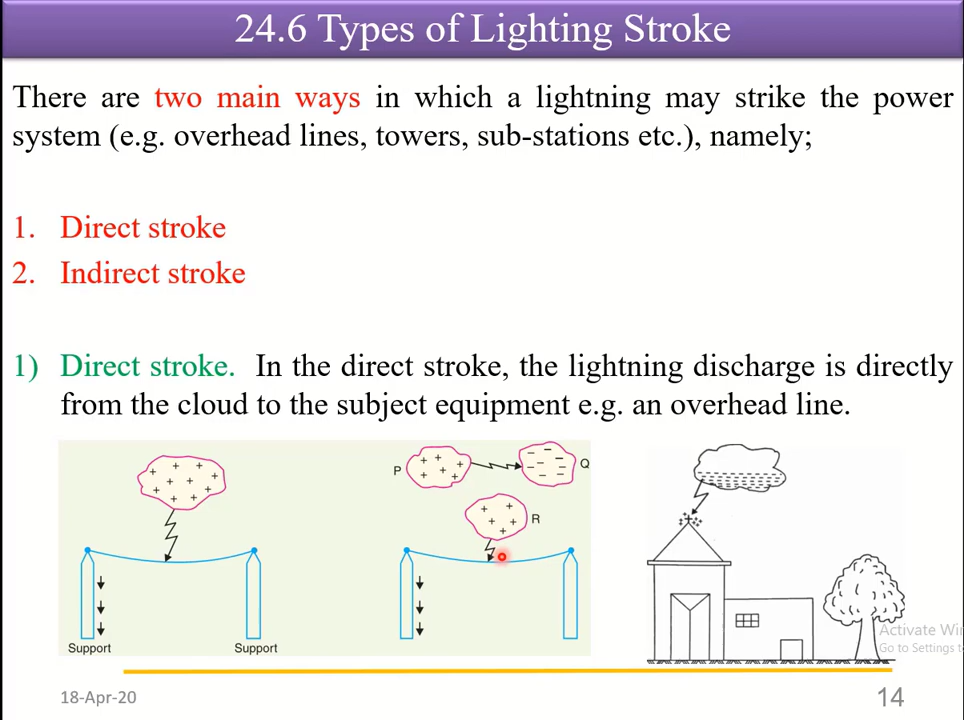 24.6 Types of Lighting Stroke
There are two main ways in which a lightning may strike the power
system (e.g. overhead lines, towers, sub-stations etc.), namely;
1. Direct stroke
2. Indirect stroke
1) Direct stroke. In the direct stroke, the lightning discharge is directly
from the cloud to the subject equipment e.g. an overhead line.
P
Q
R
Support
Support
Activate Win
Go to Settings t
18-Apr-20
14